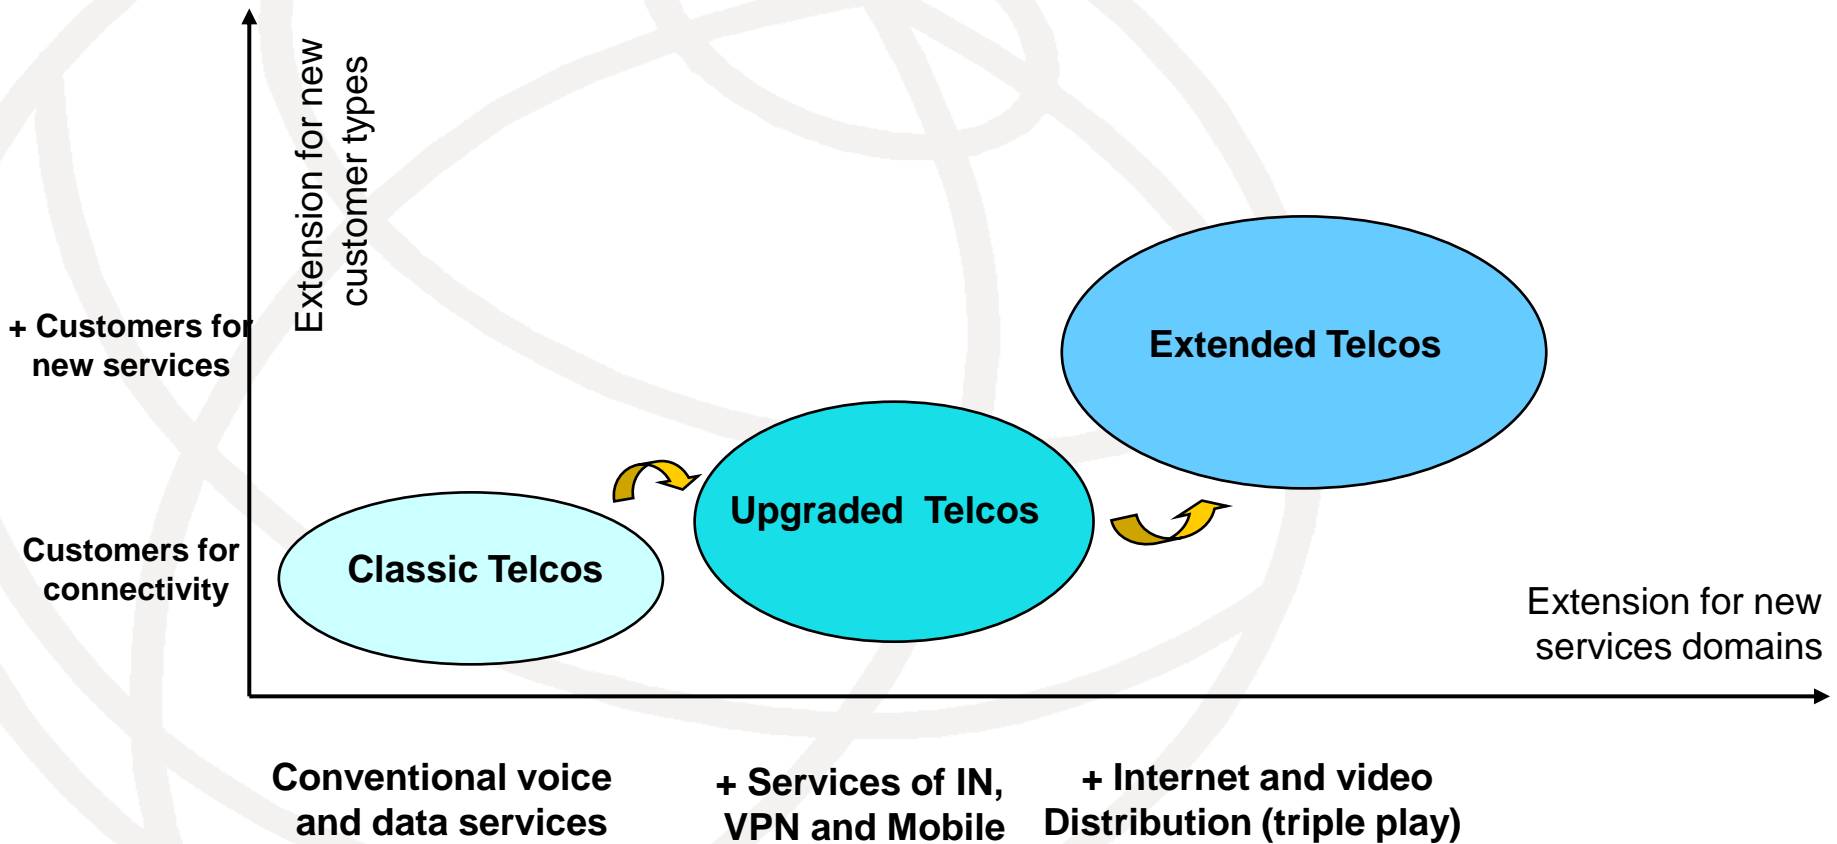 Extension for new
customer types
+ Customers for
new services
Extended Telcos
Upgraded  Telcos
Customers for
connectivity
Classic Telcos
Extension for new
services domains
Conventional voice
and data services
+ Services of IN,
VPN and Mobile
+ Internet and video
Distribution (triple play)